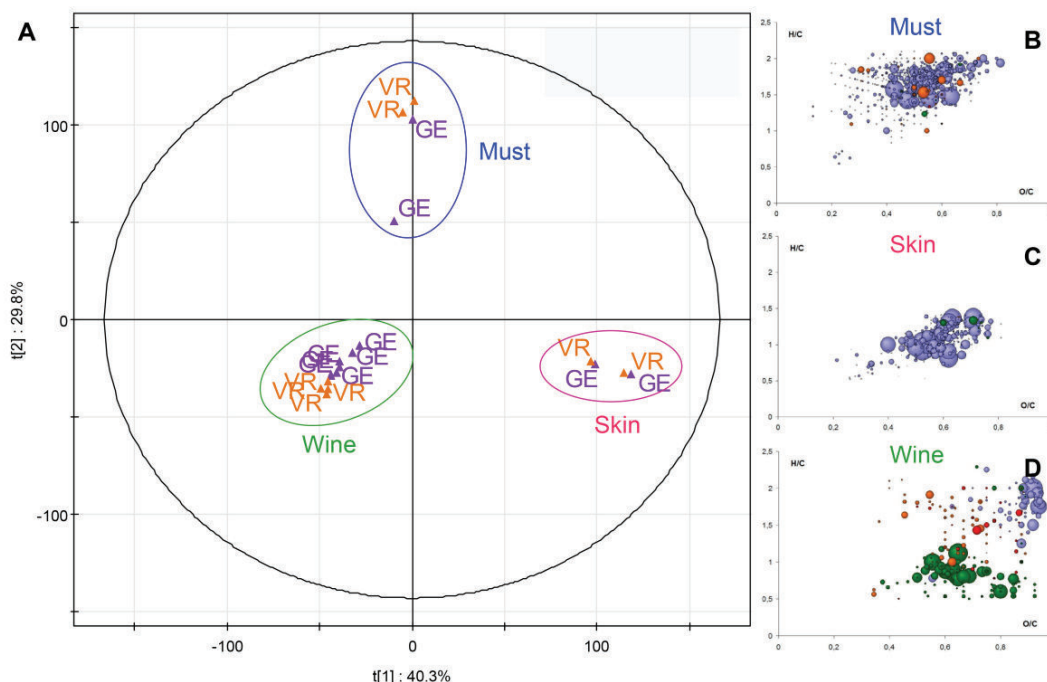 A
100
0
-100
t[2] : 29.8%
-100
0
100
t[1] : 40.3%
VR
VR
GE
GE
Must
GE
GE
GE
GE
GE
VR
VR
VR
VR
Wine
VR
VR
GE
GE
Skin
Must
B
H/C
2,5
2
1,5
1
0,5
0
0,2
0,4
0,6
0,8
1
O/C
Skin
C
H/C
2,5
2
1,5
1
0,5
0
0,2
0,4
0,6
0,8
1
O/C
Wine
D
H/C
2,5
2
1,5
1
0,5
0
0,2
0,4
0,6
0,8
1
O/C